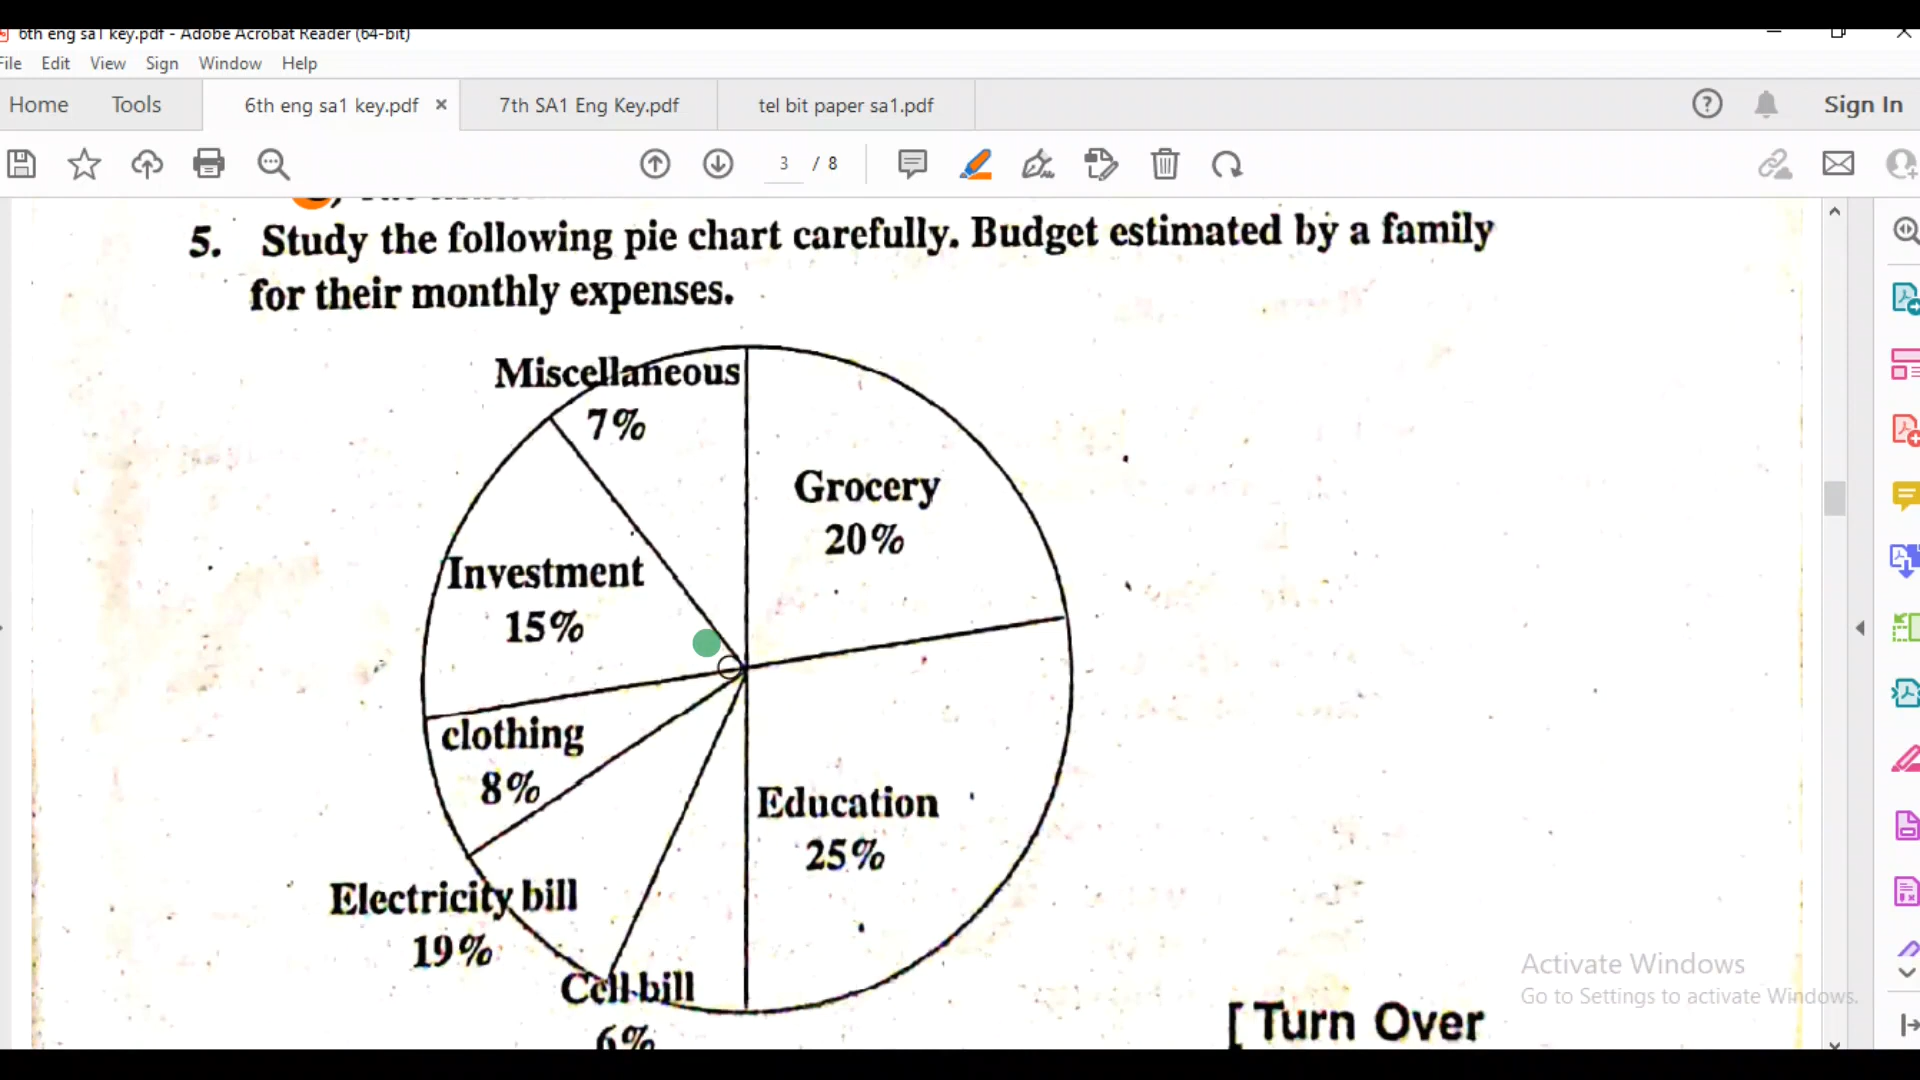 6th eng sa1 key.pdf - Adobe Acrobat Reader (64-bit)
File Edit View Sign Window Help
Home Tools 6th eng sa1 key.pdf × 7th SA1 Eng Key.pdf tel bit paper sa1.pdf Sign In
3 / 8
5. Study the following pie chart carefully. Budget estimated by a family
for their monthly expenses.
Miscellaneous
7%
Grocery
20%
Investment
15%
clothing
8%
Education
25%
Electricity bill
19%
Cell bill
6%
Activate Windows
Go to Settings to activate Windows.
[ Turn Over